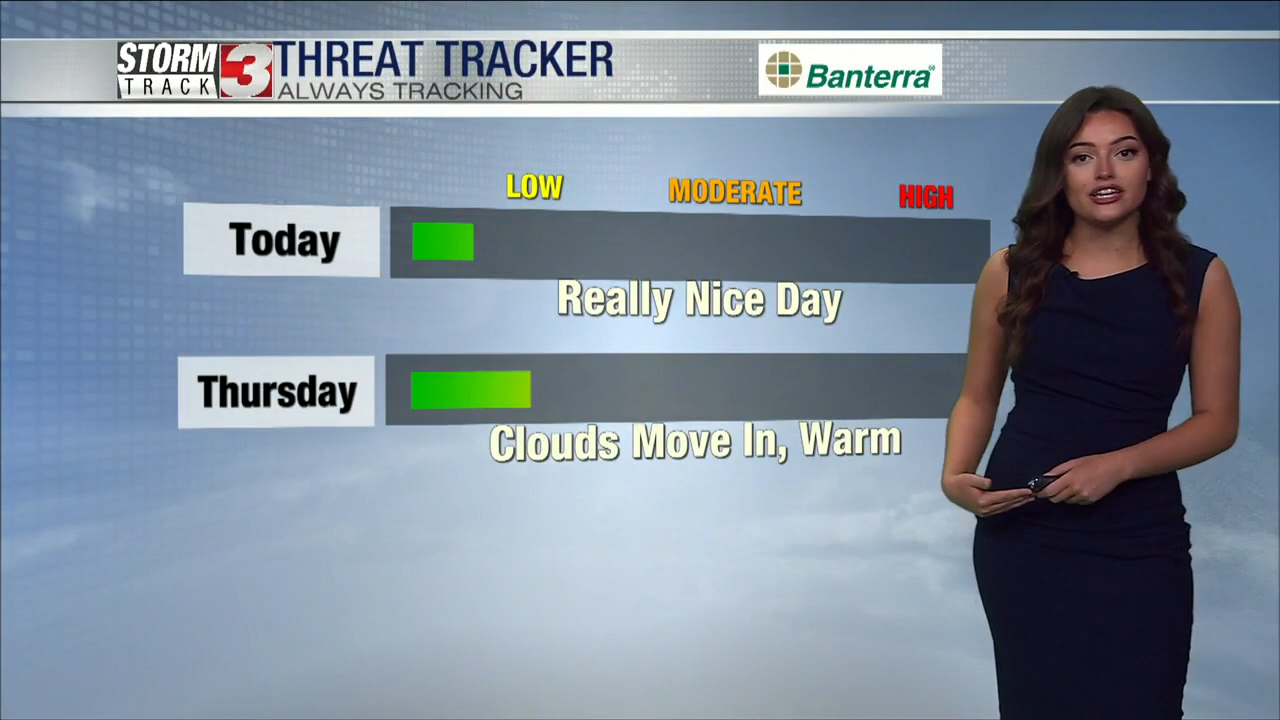 STORM
TRACK
3
THREAT TRACKER
ALWAYS TRACKING
Banterra®
LOW
MODERATE
HIGH
Today
Really Nice Day
Thursday
Clouds Move In, Warm